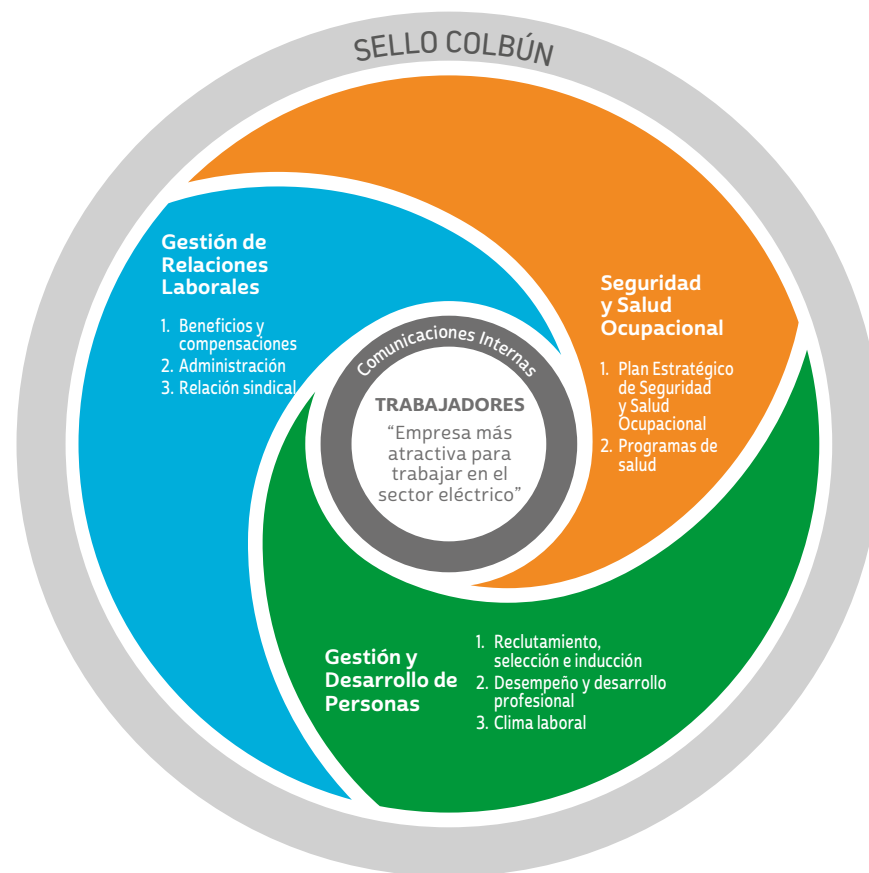 SELLO COLBÚN
Gestión de
Relaciones
Laborales
1. Beneficios y
compensaciones
2. Administración
3. Relación sindical
Seguridad
y Salud
Ocupacional
1. Plan Estratégico
de Seguridad
y Salud
Ocupacional
2. Programas de
salud
Comunicaciones Internas
TRABAJADORES
“Empresa más
atractiva para
trabajar en el
sector eléctrico”
Gestión y
Desarrollo de
Personas
1. Reclutamiento,
selección e inducción
2. Desempeño y desarrollo
profesional
3. Clima laboral